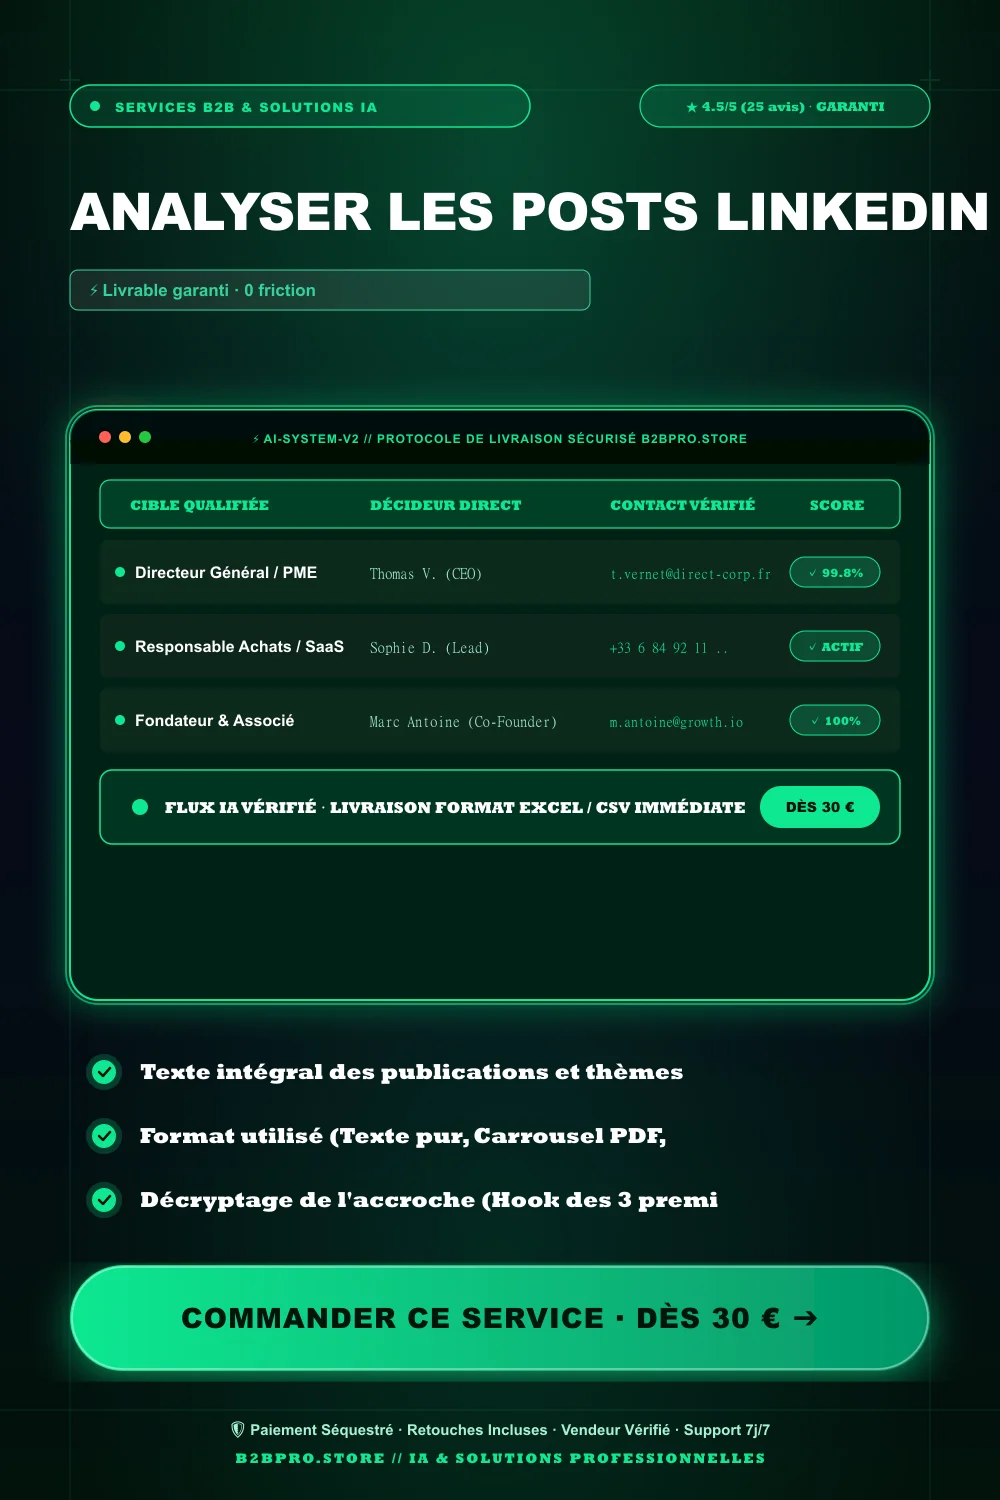 SERVICES B2B & SOLUTIONS IA
★ 4.5/5 (25 avis) · GARANTI
ANALYSER LES POSTS LINKEDIN
⚡ Livrable garanti · 0 friction
⚡ AI-SYSTEM-V2 // PROTOCOLE DE LIVRAISON SÉCURISÉ B2BPRO.STORE
CIBLE QUALIFIÉE DÉCIDEUR DIRECT CONTACT VÉRIFIÉ SCORE
Directeur Général / PME Thomas V. (CEO) t.vernet@direct-corp.fr ✓ 99.8%
Responsable Achats / SaaS Sophie D. (Lead) +33 6 84 92 11 .. ✓ ACTIF
Fondateur & Associé Marc Antoine (Co-Founder) m.antoine@growth.io ✓ 100%
FLUX IA VÉRIFIÉ · LIVRAISON FORMAT EXCEL / CSV IMMÉDIATE DÈS 30 €
Texte intégral des publications et thèmes
Format utilisé (Texte pur, Carrousel PDF,
Décryptage de l'accroche (Hook des 3 premi
COMMANDER CE SERVICE · DÈS 30 € ➔
🛡 Paiement Séquestré · Retouches Incluses · Vendeur Vérifié · Support 7j/7
B2BPRO.STORE // IA & SOLUTIONS PROFESSIONNELLES